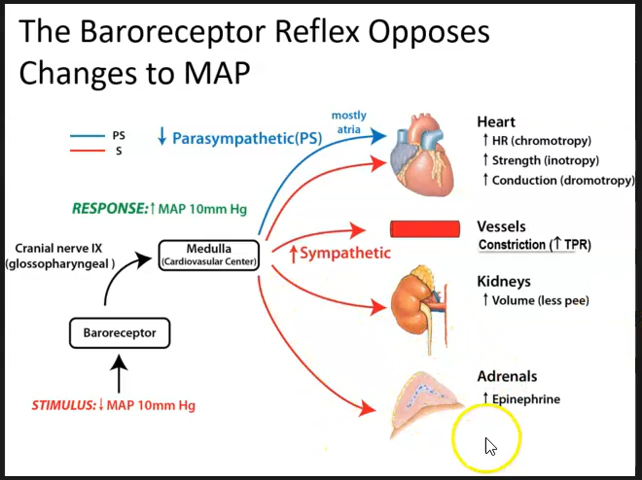 The Baroreceptor Reflex Opposes
Changes to MAP
PS
S
↓ Parasympathetic(PS)
mostly
atria
Heart
↑ HR (chromotropy)
↑ Strength (inotropy)
↑ Conduction (dromotropy)
RESPONSE:↑ MAP 10mm Hg
Cranial nerve IX
(glossopharyngeal )
Medulla
(Cardiovascular Center)
↑Sympathetic
Vessels
Constriction (↑ TPR)
Kidneys
↑ Volume (less pee)
Baroreceptor
Adrenals
↑ Epinephrine
STIMULUS:↓ MAP 10mm Hg